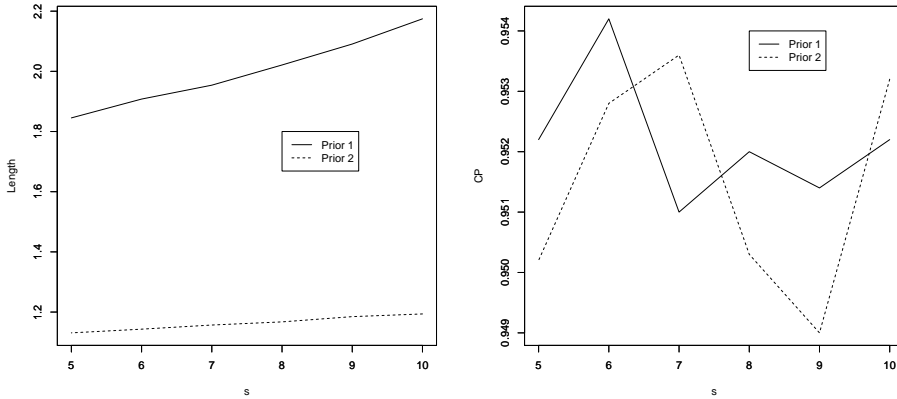 Length
2.2
2.0
1.8
1.6
1.4
1.2
Prior 1
Prior 2
5 6 7 8 9 10
s
CP
0.954
0.953
0.952
0.951
0.950
0.949
Prior 1
Prior 2
5 6 7 8 9 10
s